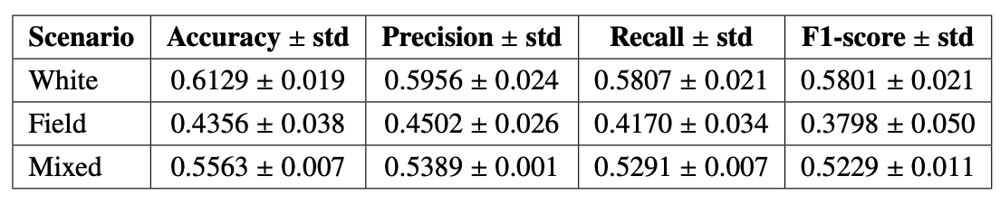 Scenario Accuracy ± std Precision ± std Recall ± std F1-score ± std
White 0.6129 ± 0.019 0.5956 ± 0.024 0.5807 ± 0.021 0.5801 ± 0.021
Field 0.4356 ± 0.038 0.4502 ± 0.026 0.4170 ± 0.034 0.3798 ± 0.050
Mixed 0.5563 ± 0.007 0.5389 ± 0.001 0.5291 ± 0.007 0.5229 ± 0.011